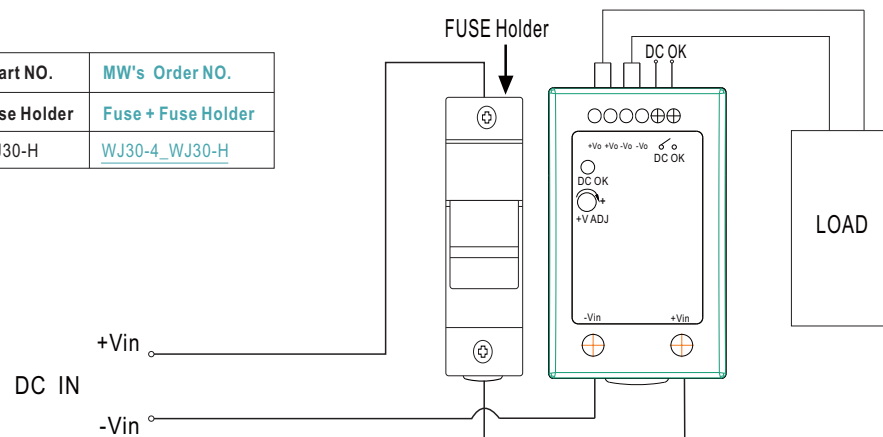 FUSE Holder
art NO. MW's Order NO.
se Holder Fuse + Fuse Holder
J30-H WJ30-4_WJ30-H
DC OK
+Vo +Vo -Vo -Vo
DC OK
DC OK
+
+V ADJ
LOAD
-Vin +Vin
+Vin
DC IN
-Vin